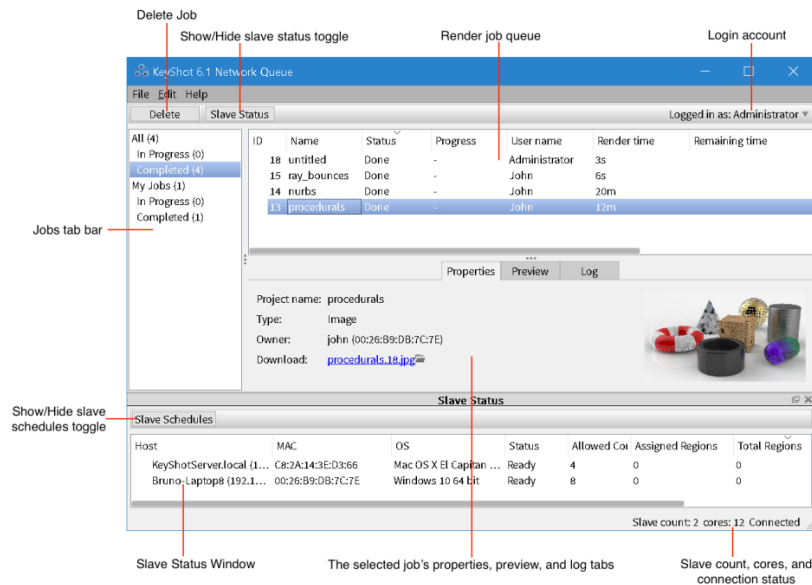 Delete Job
Show/Hide slave status toggle
Render job queue
Login account
KeyShot 6.1 Network Queue
File Edit Help
Delete Slave Status Logged in as: Administrator
All (4)
In Progress (0)
Completed (4)
My Jobs (1)
In Progress (0)
Completed (1)
ID Name Status Progress User name Render time Remaining time
18 untitled Done - Administrator 3s
15 ray_bounces Done - John 6s
14 nurbs Done - John 20m
13 procedurals Done - John 12m
Jobs tab bar
Properties Preview Log
Project name: procedurals
Type: Image
Owner: john (00:26:B9:DB:7C:7E)
Download: procedurals.18.jpg
Slave Status
Show/Hide slave
schedules toggle
Slave Schedules
Host MAC OS Status Allowed Coı Assigned Regions Total Regions
KeyShotServer.local (1... C8:2A:14:3E:D3:66 Mac OS X El Capitan ... Ready 4 0 0
Bruno-Laptop8 (192.1... 00:26:B9:DB:7C:7E Windows 10 64 bit Ready 8 0 0
Slave count: 2 cores: 12 Connected
Slave Status Window
The selected job's properties, preview, and log tabs
Slave count, cores, and
connection status